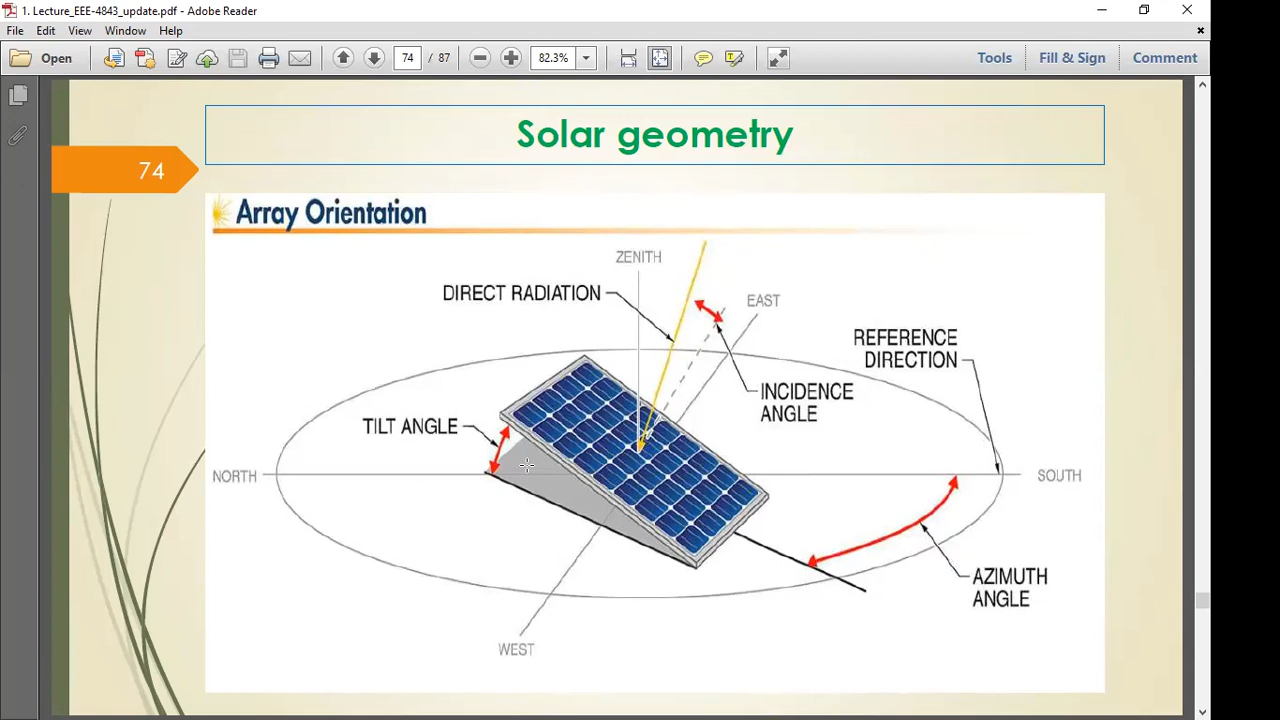 1. Lecture_EEE-4843_update.pdf - Adobe Reader
File Edit View Window Help
Open 74 / 87 82.3% Tools Fill & Sign Comment
Solar geometry
74
Array Orientation
ZENITH
DIRECT RADIATION
EAST
REFERENCE
DIRECTION
INCIDENCE
ANGLE
TILT ANGLE
NORTH
SOUTH
AZIMUTH
ANGLE
WEST